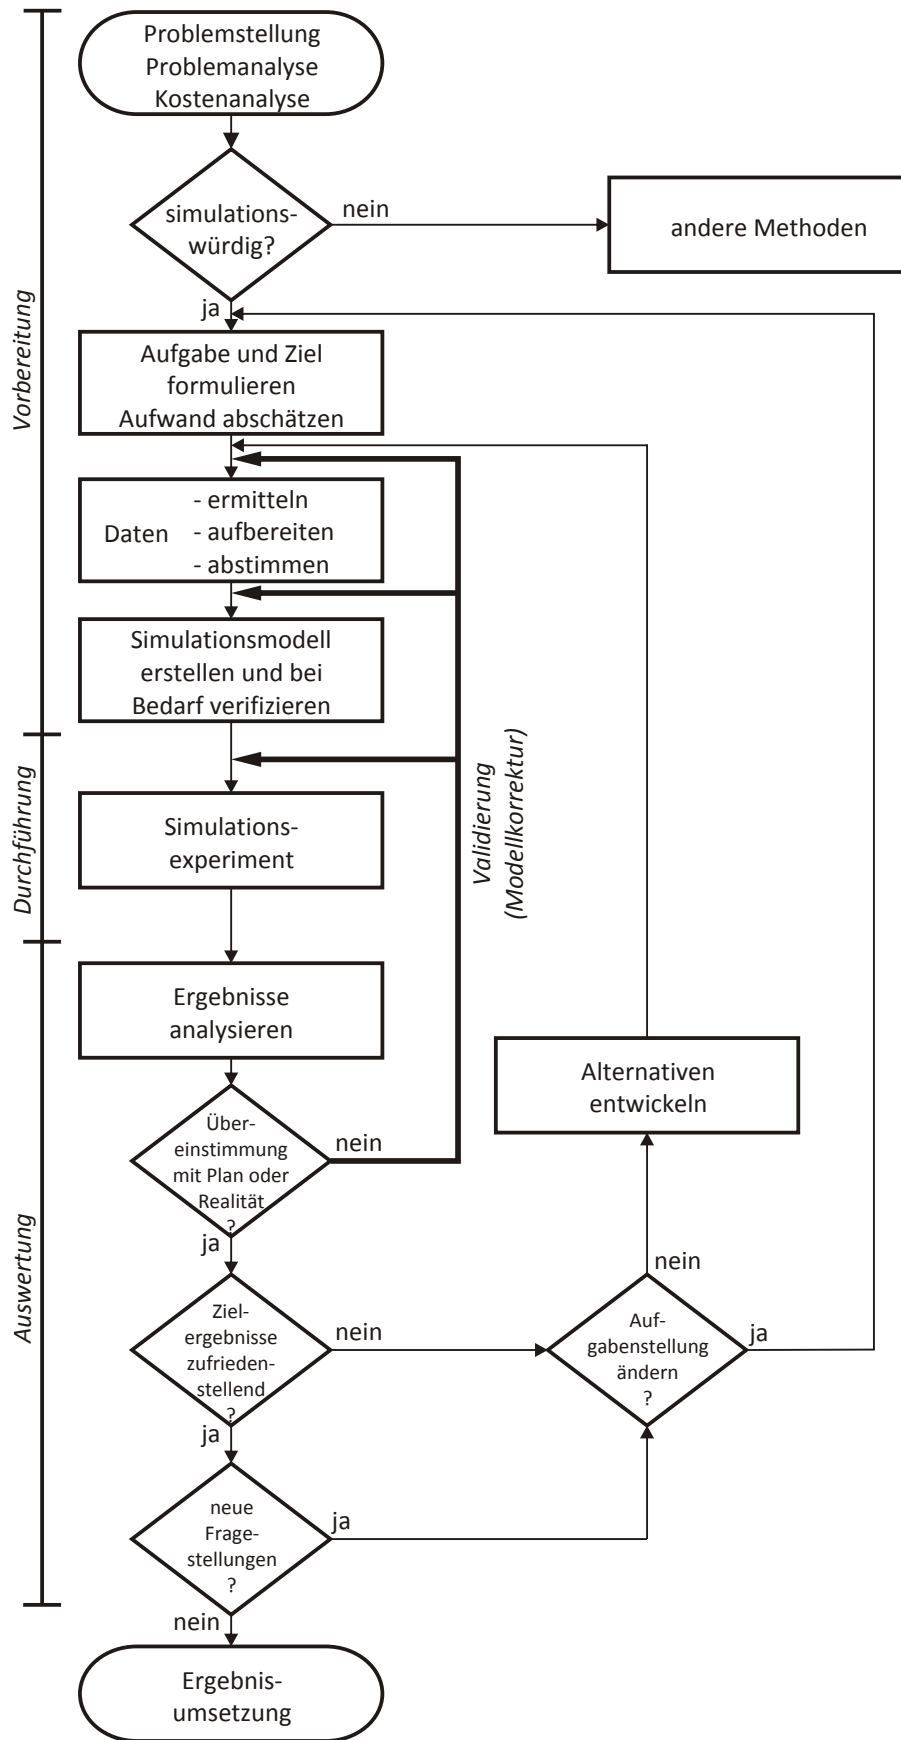 Problemstellung
Problemanalyse
Kostenanalyse
simulations-
würdig?
nein
andere Methoden
ja
Aufgabe und Ziel
formulieren
Aufwand abschätzen
Vorbereitung
Daten
- ermitteln
- aufbereiten
- abstimmen
Simulationsmodell
erstellen und bei
Bedarf verifizieren
Validierung
(Modellkorrektur)
Durchführung
Simulations-
experiment
Ergebnisse
analysieren
Alternativen
entwickeln
Über-
einstimmung
mit Plan oder
Realität
?
nein
ja
Auswertung
Ziel-
ergebnisse
zufrieden-
stellend
?
nein
nein
Auf-
gabenstellung
ändern
?
ja
ja
neue
Frage-
stellungen
?
ja
nein
Ergebnis-
umsetzung